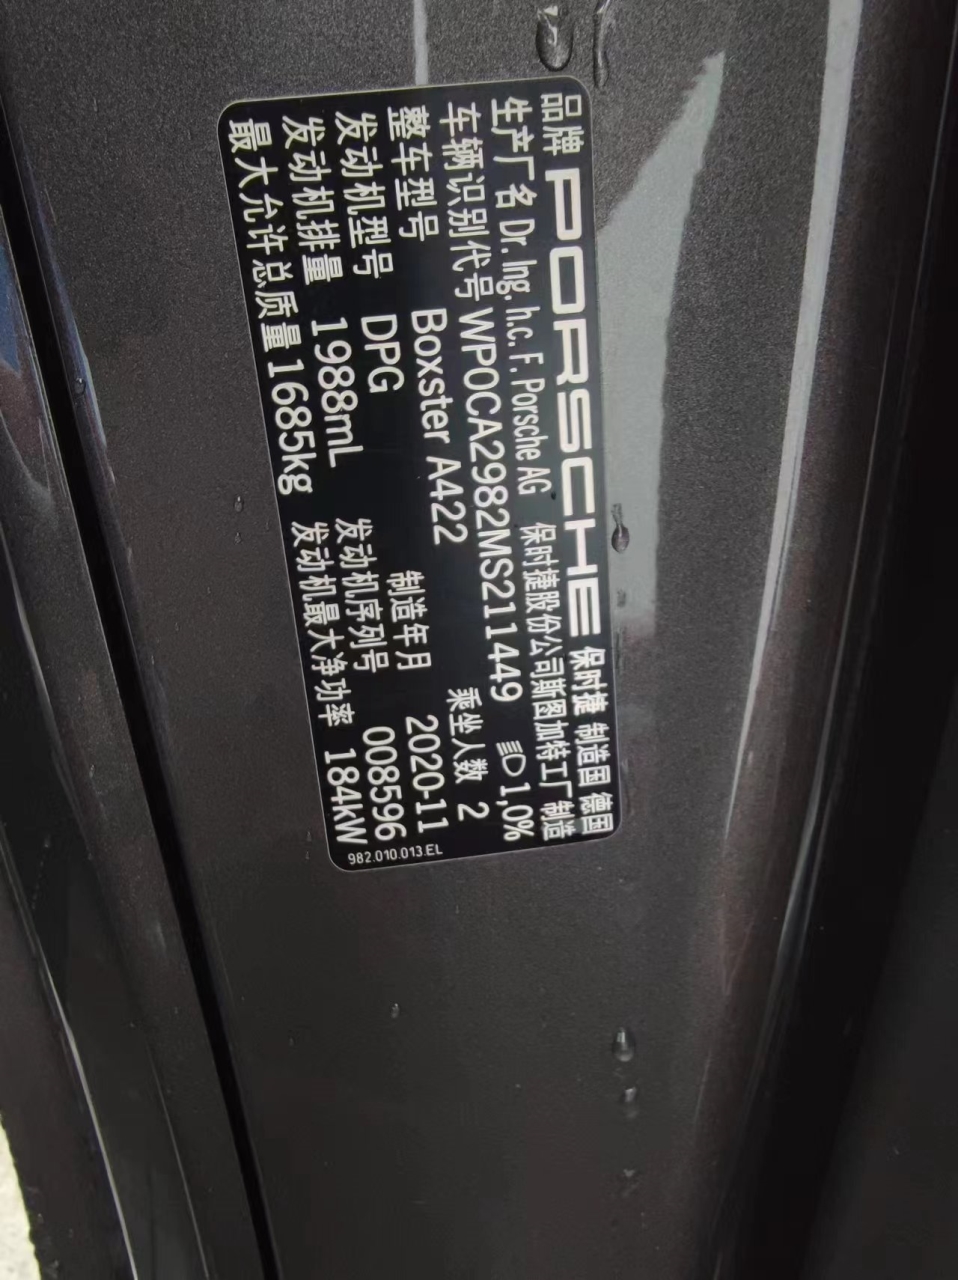 品牌 PORSCHE 保时捷 制造国 德国
生产厂名 Dr. Ing. h.c. F. Porsche AG 保时捷股份公司斯图加特工厂制造
车辆识别代号 WP0CA2982MS211449 1,0%
整车型号 Boxster A422 乘坐人数 2
发动机型号 DPG 制造年月 2020-11
发动机排量 1988mL 发动机序列号 008596
最大允许总质量 1685kg 发动机最大净功率 184kW
982.010.013.EL